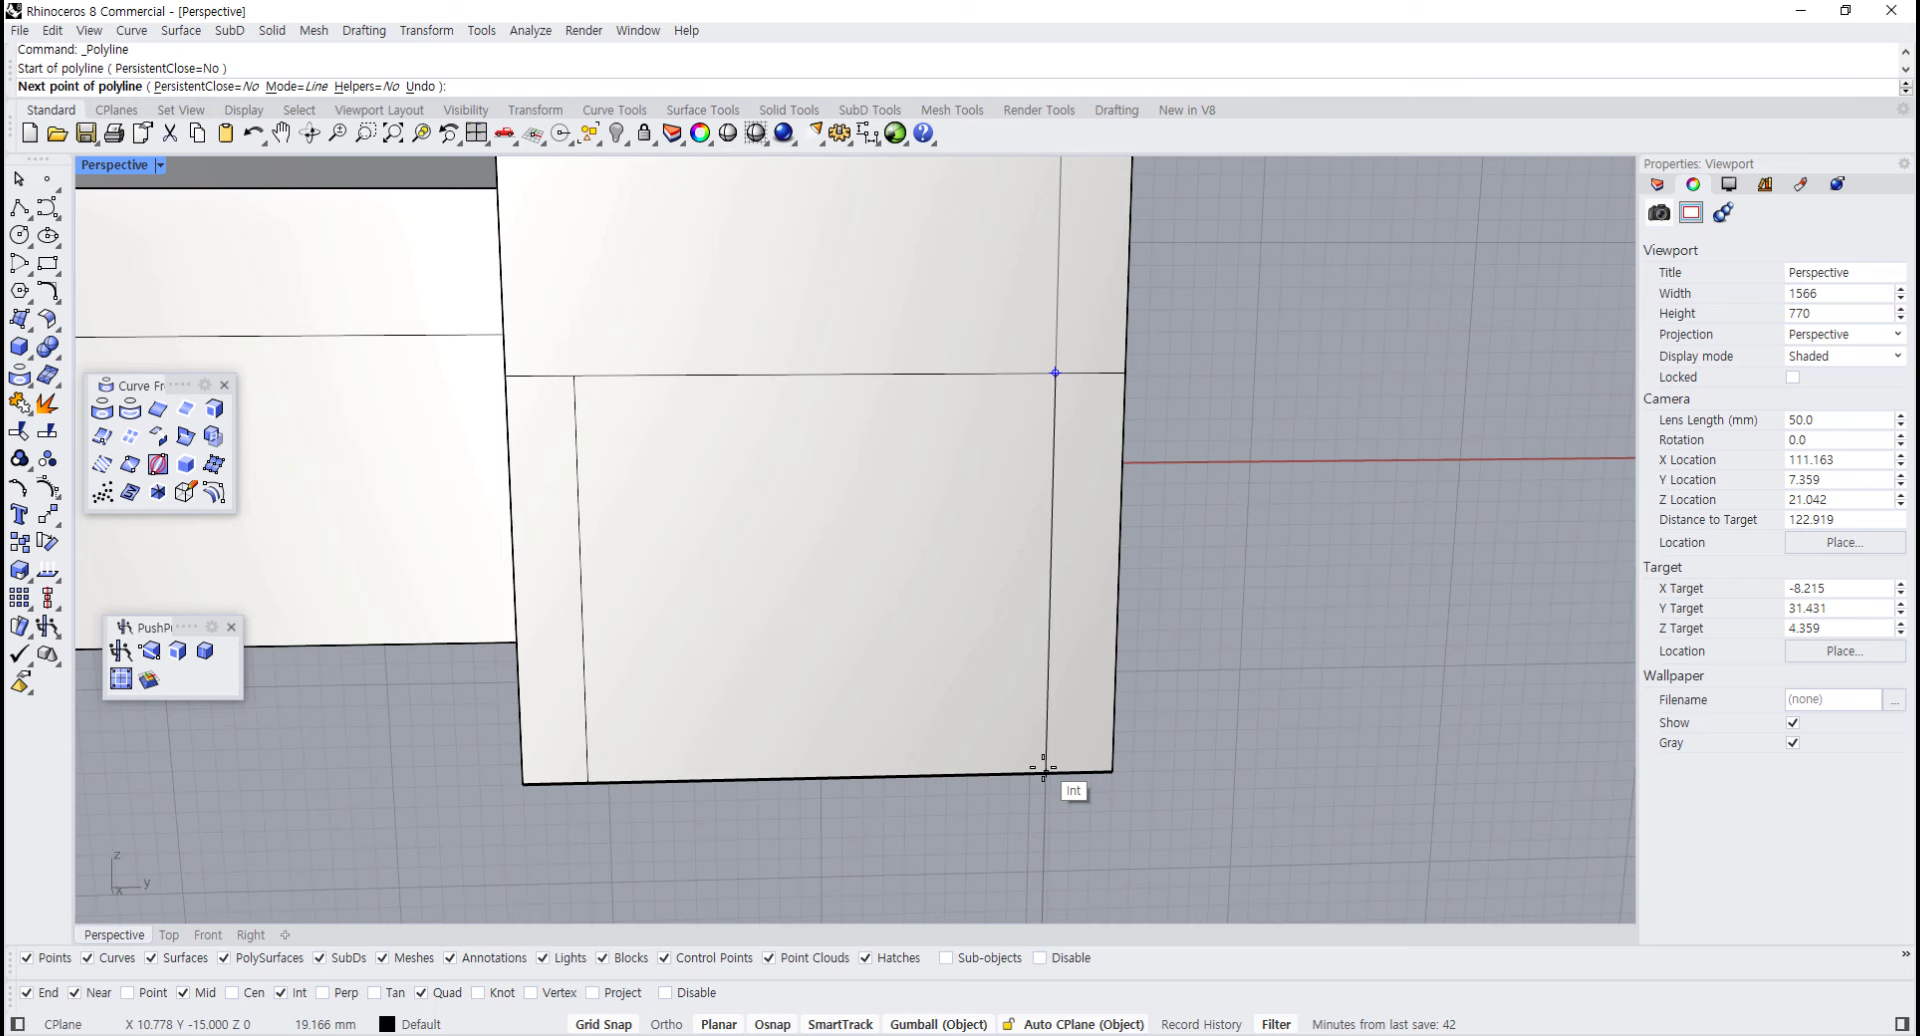 Rhinoceros 8 Commercial - [Perspective]
File Edit View Curve Surface SubD Solid Mesh Drafting Transform Tools Analyze Render Window Help
Command: _Polyline
Start of polyline ( PersistentClose=No )
Next point of polyline ( PersistentClose=No Mode=Line Helpers=No Undo ):
Standard CPlanes Set View Display Select Viewport Layout Visibility Transform Curve Tools Surface Tools Solid Tools SubD Tools Mesh Tools Render Tools Drafting New in V8
Perspective
Properties: Viewport
Viewport
Title Perspective
Width 1566
Height 770
Projection Perspective
Display mode Shaded
Locked
Camera
Lens Length (mm) 50.0
Rotation 0.0
X Location 111.163
Y Location 7.359
Z Location 21.042
Distance to Target 122.919
Location Place...
Target
X Target -8.215
Y Target 31.431
Z Target 4.359
Location Place...
Wallpaper
Filename (none) ...
Show
Gray
Curve Fr
PushP
Int
z
y
x
Perspective Top Front Right
Points Curves Surfaces PolySurfaces SubDs Meshes Annotations Lights Blocks Control Points Point Clouds Hatches Sub-objects Disable
End Near Point Mid Cen Int Perp Tan Quad Knot Vertex Project Disable
CPlane X 10.778 Y -15.000 Z 0 19.166 mm Default Grid Snap Ortho Planar Osnap SmartTrack Gumball (Object) Auto CPlane (Object) Record History Filter Minutes from last save: 42